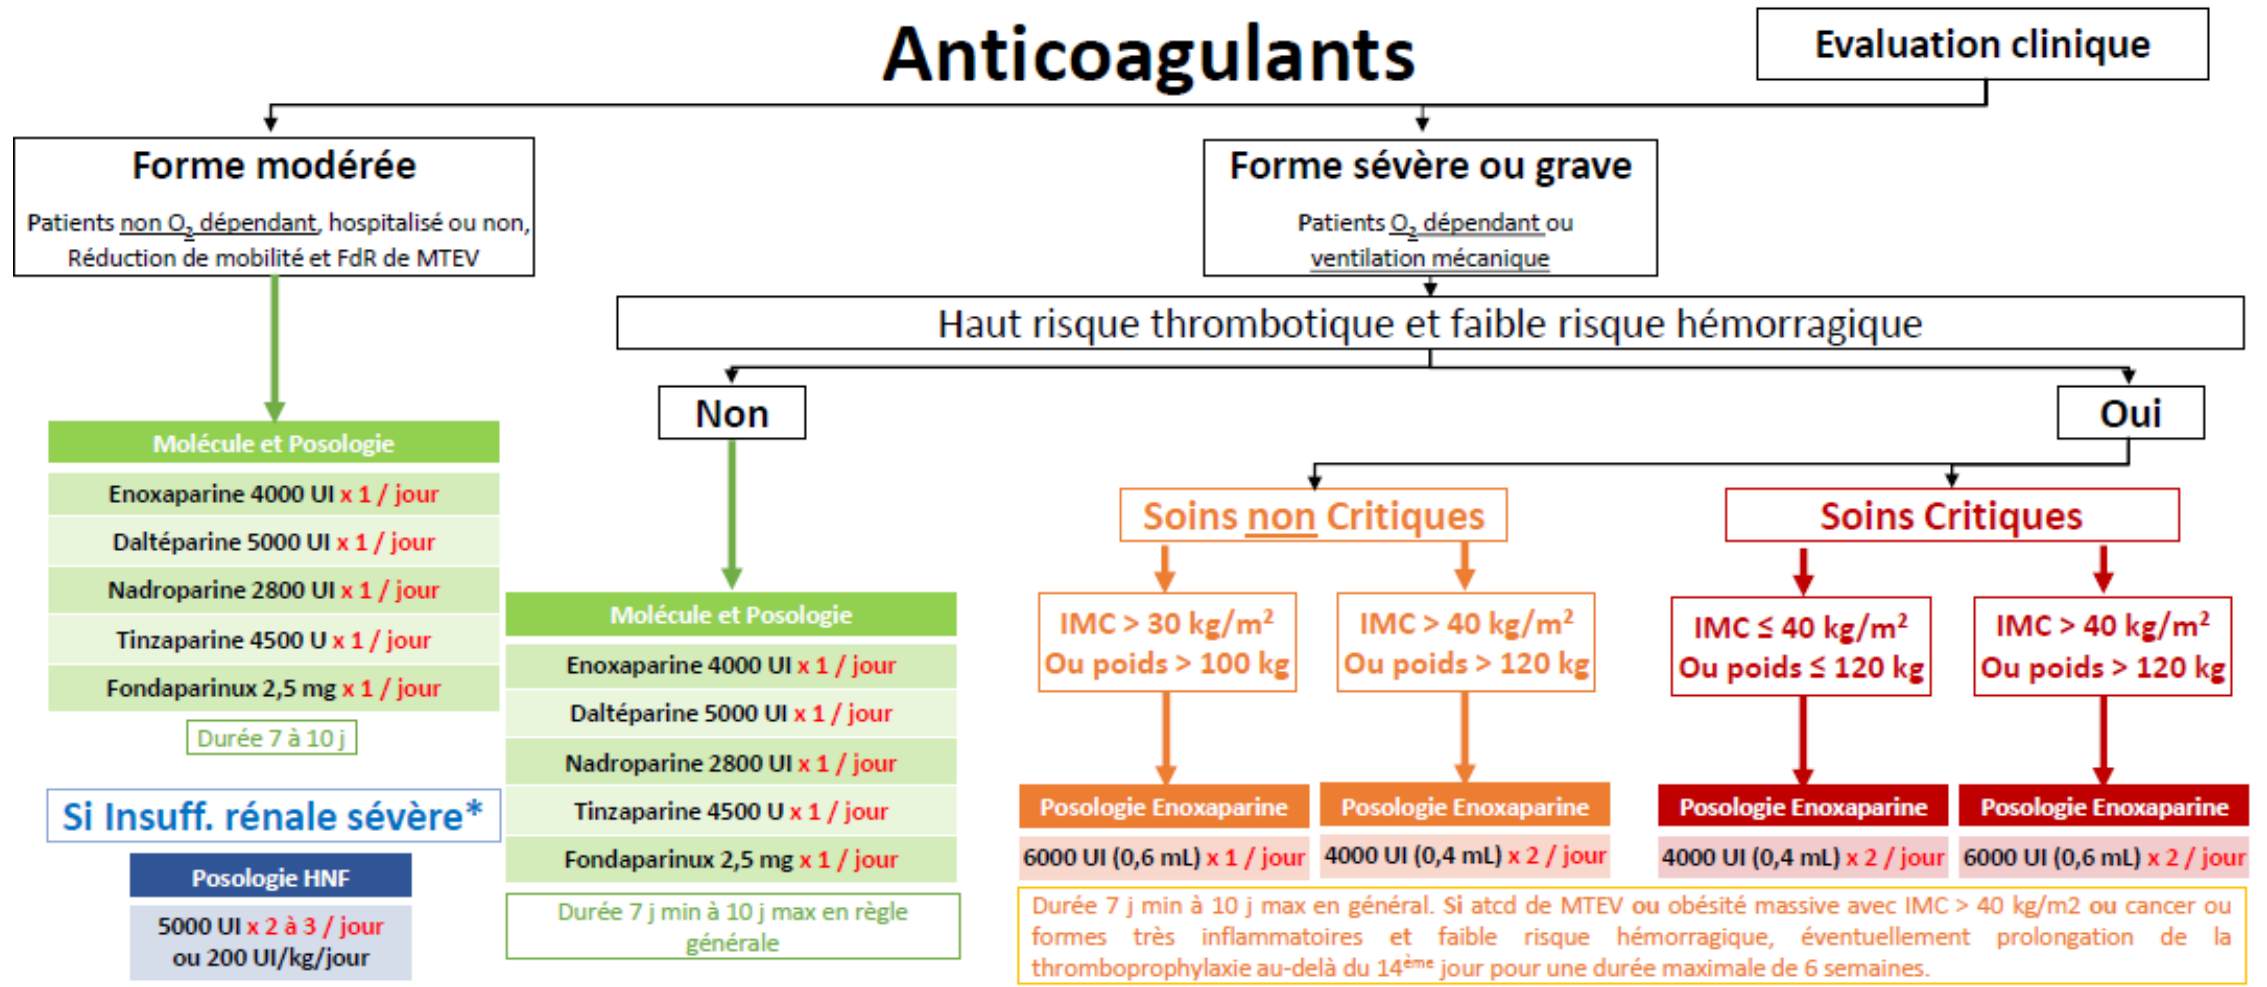 Anticoagulants
Evaluation clinique
Forme modérée
Patients non O₂ dépendant, hospitalisé ou non,
Réduction de mobilité et FdR de MTEV
Forme sévère ou grave
Patients O₂ dépendant ou
ventilation mécanique
Haut risque thrombotique et faible risque hémorragique
Non
Oui
Molécule et Posologie
Enoxaparine 4000 UI x 1 / jour
Daltéparine 5000 UI x 1 / jour
Nadroparine 2800 UI x 1 / jour
Tinzaparine 4500 U x 1 / jour
Fondaparinux 2,5 mg x 1 / jour
Durée 7 à 10 j
Si Insuff. rénale sévère*
Posologie HNF
5000 UI x 2 à 3 / jour
ou 200 UI/kg/jour
Molécule et Posologie
Enoxaparine 4000 UI x 1 / jour
Daltéparine 5000 UI x 1 / jour
Nadroparine 2800 UI x 1 / jour
Tinzaparine 4500 U x 1 / jour
Fondaparinux 2,5 mg x 1 / jour
Durée 7 j min à 10 j max en règle
générale
Soins non Critiques
IMC > 30 kg/m²
Ou poids > 100 kg
Posologie Enoxaparine
6000 UI (0,6 mL) x 1 / jour
IMC > 40 kg/m²
Ou poids > 120 kg
Posologie Enoxaparine
4000 UI (0,4 mL) x 2 / jour
Soins Critiques
IMC ≤ 40 kg/m²
Ou poids ≤ 120 kg
Posologie Enoxaparine
4000 UI (0,4 mL) x 2 / jour
IMC > 40 kg/m²
Ou poids > 120 kg
Posologie Enoxaparine
6000 UI (0,6 mL) x 2 / jour
Durée 7 j min à 10 j max en général. Si atcd de MTEV ou obésité massive avec IMC > 40 kg/m2 ou cancer ou
formes très inflammatoires et faible risque hémorragique, éventuellement prolongation de la
thromboprophylaxie au-delà du 14ème jour pour une durée maximale de 6 semaines.